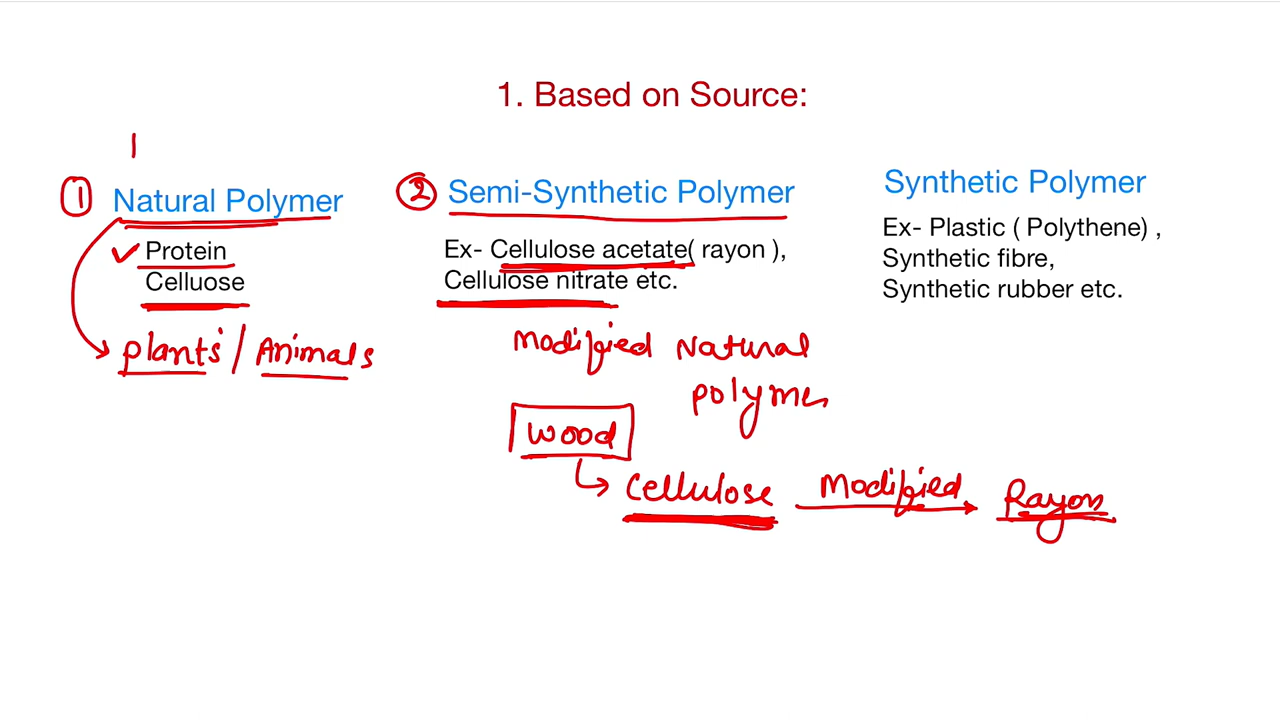 1. Based on Source:
1 Natural Polymer
Protein
Celluose
plants / Animals
2 Semi-Synthetic Polymer
Ex- Cellulose acetate( rayon ),
Cellulose nitrate etc.
Modified Natural
polymer
wood
Cellulose Modified Rayon
Synthetic Polymer
Ex- Plastic ( Polythene) ,
Synthetic fibre,
Synthetic rubber etc.